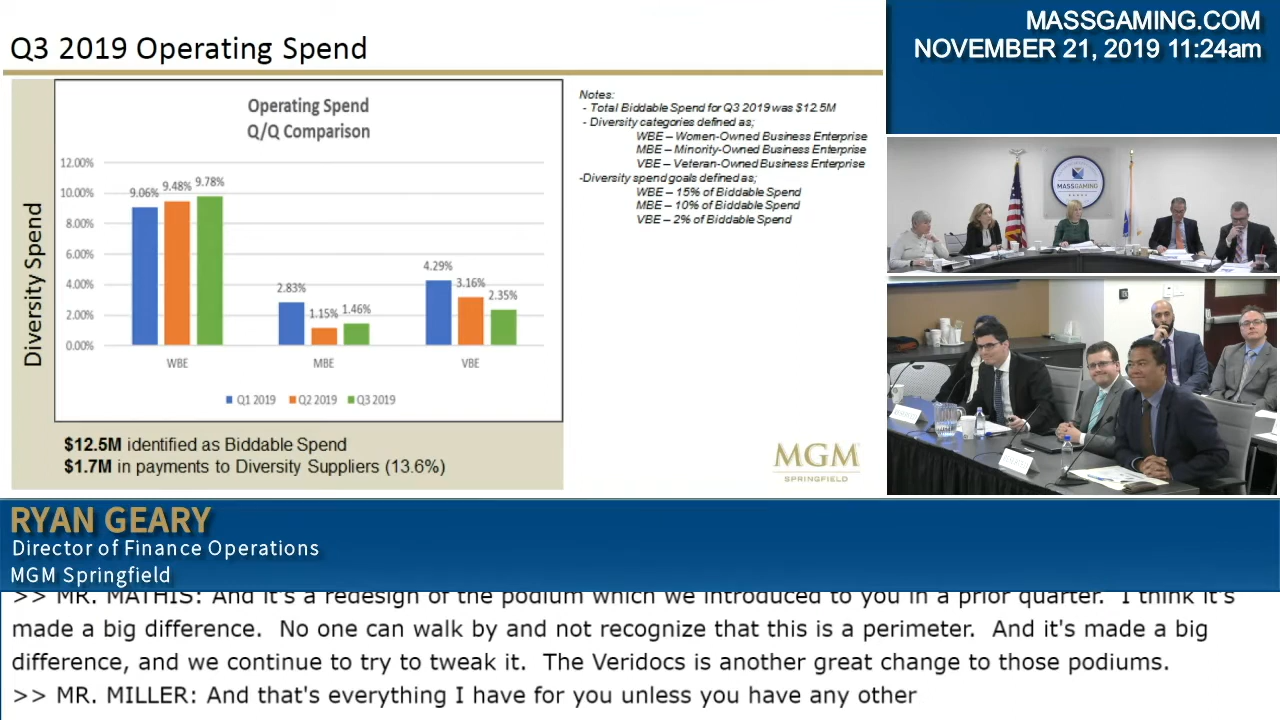 Q3 2019 Operating Spend
MASSGAMING.COM
NOVEMBER 21, 2019 11:24am
Operating Spend
Q/Q Comparison
Diversity Spend
12.00%
10.00%
8.00%
6.00%
4.00%
2.00%
0.00%
9.06%
9.48%
9.78%
2.83%
1.15%
1.46%
4.29%
3.16%
2.35%
WBE
MBE
VBE
Q1 2019
Q2 2019
Q3 2019
$12.5M identified as Biddable Spend
$1.7M in payments to Diversity Suppliers (13.6%)
Notes:
- Total Biddable Spend for Q3 2019 was $12.5M
- Diversity categories defined as;
WBE – Women-Owned Business Enterprise
MBE – Minority-Owned Business Enterprise
VBE – Veteran-Owned Business Enterprise
-Diversity spend goals defined as;
WBE – 15% of Biddable Spend
MBE – 10% of Biddable Spend
VBE – 2% of Biddable Spend
MGM
SPRINGFIELD
MASSGAMING
RYAN GEARY
Director of Finance Operations
MGM Springfield
>> MR. MATHIS: And it's a redesign of the podium which we introduced to you in a prior quarter. I think it's
made a big difference. No one can walk by and not recognize that this is a perimeter. And it's made a big
difference, and we continue to try to tweak it. The Veridocs is another great change to those podiums.
>> MR. MILLER: And that's everything I have for you unless you have any other